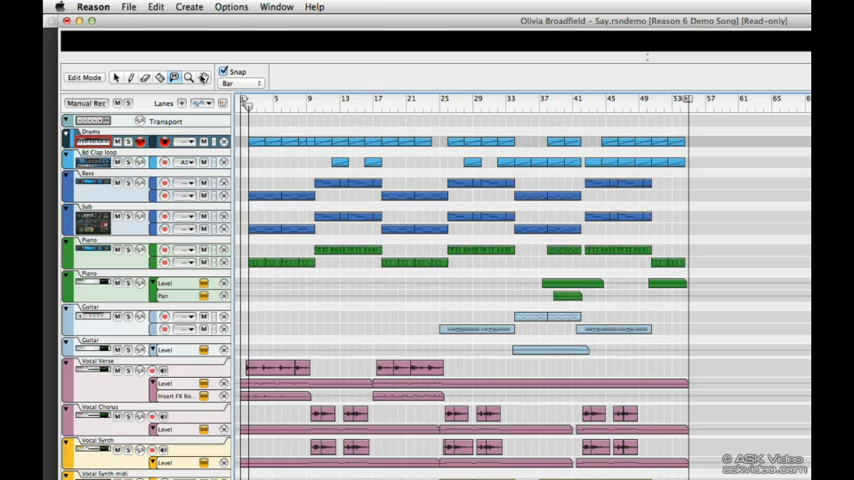 Reason File Edit Create Options Window Help
Olivia Broadfield - Say.rsndemo [Reason 6 Demo Song] [Read-only]
Edit Mode
Snap
Bar
Manual Rec M S Lanes
5 9 13 17 21 25 29 33 37 41 45 49 53 57 61 65
Transport
Drums
M S M
Bd Clap loop
M S A1 M
Bass
M S M
Sub
M S M
Piano
M S M
Piano
M S Level
Pan
Guitar
M S M
Guitar
M S Level
Vocal Verse
M S
Level
Insert FX Ro...
Vocal Chorus
M S
Level
Vocal Synth
M S
Level
Vocal Synth midi
© ASK Video
askvideo.com